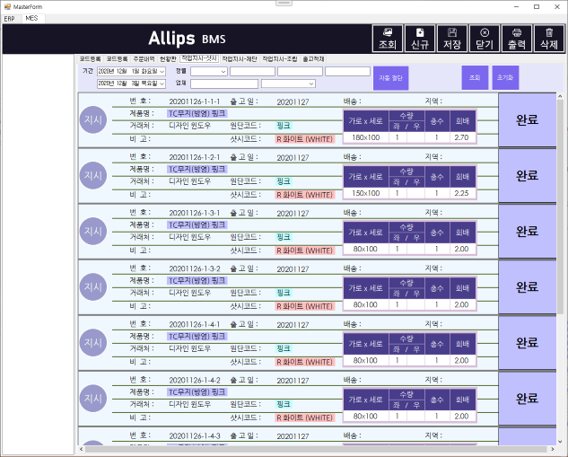 MasterForm
ERP MES
Allips BMS
조회 신규 저장 닫기 출력 삭제
코드등록 코드등록 주문내역 현황판 작업지시-샷시 작업지시-재단 작업지시-조립 출고적재
기간 2020년 12월 1일 화요일 정렬
2020년 12월 3일 목요일 업체
자동 절단 조회 초기화
지시
번 호 : 20201126-1-1-1 출 고 일 : 20201127 배송 : 지역 :
제품명 : TC무지(방염) 핑크
거래처 : 디자인 윈도우 원단코드 : 핑크
비 고 : 샷시코드 : R 화이트 (WHITE)
가로 x 세로 수량 좌 / 우 총수 회배
180×100 1 1 2.70
완료
지시
번 호 : 20201126-1-2-1 출 고 일 : 20201127 배송 : 지역 :
제품명 : TC무지(방염) 핑크
거래처 : 디자인 윈도우 원단코드 : 핑크
비 고 : 샷시코드 : R 화이트 (WHITE)
가로 x 세로 수량 좌 / 우 총수 회배
150×100 1 1 2.25
완료
지시
번 호 : 20201126-1-3-1 출 고 일 : 20201127 배송 : 지역 :
제품명 : TC무지(방염) 핑크
거래처 : 디자인 윈도우 원단코드 : 핑크
비 고 : 샷시코드 : R 화이트 (WHITE)
가로 x 세로 수량 좌 / 우 총수 회배
80×100 1 1 2.00
완료
지시
번 호 : 20201126-1-3-2 출 고 일 : 20201127 배송 : 지역 :
제품명 : TC무지(방염) 핑크
거래처 : 디자인 윈도우 원단코드 : 핑크
비 고 : 샷시코드 : R 화이트 (WHITE)
가로 x 세로 수량 좌 / 우 총수 회배
80×100 1 1 2.00
완료
지시
번 호 : 20201126-1-4-1 출 고 일 : 20201127 배송 : 지역 :
제품명 : TC무지(방염) 핑크
거래처 : 디자인 윈도우 원단코드 : 핑크
비 고 : 샷시코드 : R 화이트 (WHITE)
가로 x 세로 수량 좌 / 우 총수 회배
80×100 1 1 2.00
완료
지시
번 호 : 20201126-1-4-2 출 고 일 : 20201127 배송 : 지역 :
제품명 : TC무지(방염) 핑크
거래처 : 디자인 윈도우 원단코드 : 핑크
비 고 : 샷시코드 : R 화이트 (WHITE)
가로 x 세로 수량 좌 / 우 총수 회배
80×100 1 1 2.00
완료
번 호 : 20201126-1-4-3 출 고 일 : 20201127 배송 : 지역 :